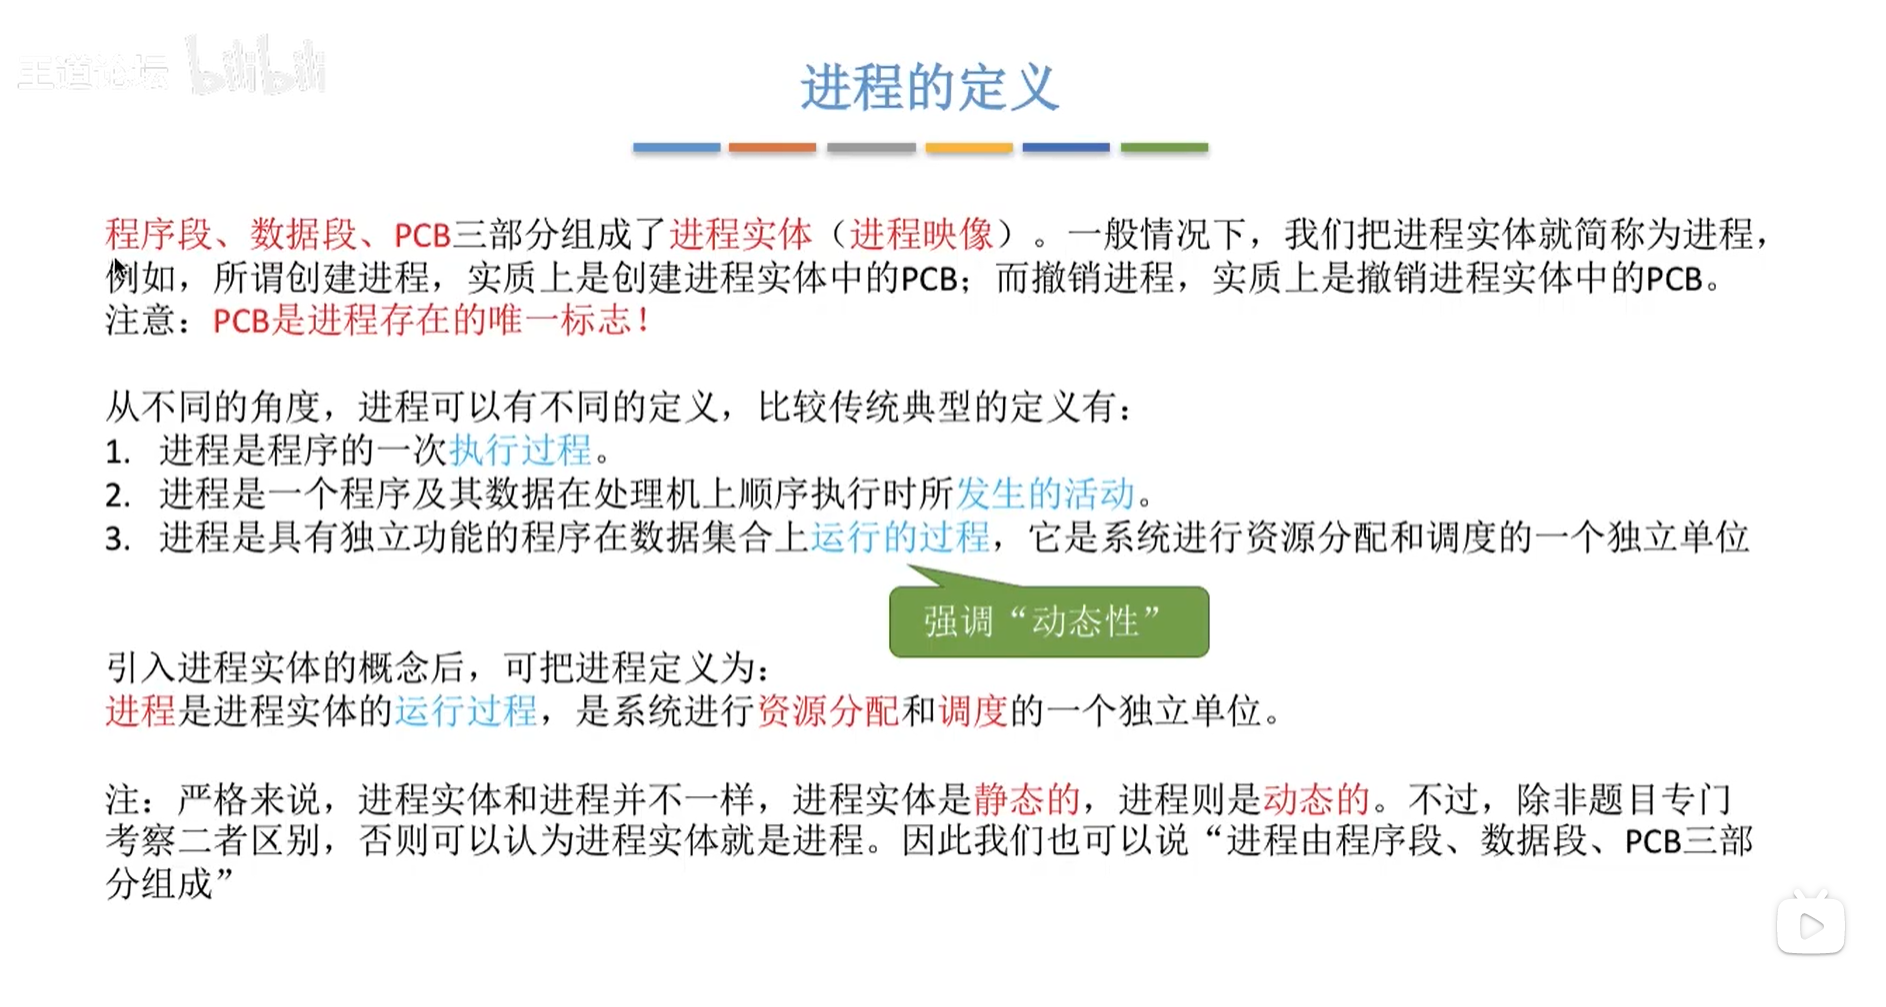 王道论坛 bilibili
进程的定义
程序段、数据段、PCB三部分组成了进程实体（进程映像）。一般情况下，我们把进程实体就简称为进程，
例如，所谓创建进程，实质上是创建进程实体中的PCB；而撤销进程，实质上是撤销进程实体中的PCB。
注意：PCB是进程存在的唯一标志！
从不同的角度，进程可以有不同的定义，比较传统典型的定义有：
1. 进程是程序的一次执行过程。
2. 进程是一个程序及其数据在处理机上顺序执行时所发生的活动。
3. 进程是具有独立功能的程序在数据集合上运行的过程，它是系统进行资源分配和调度的一个独立单位
强调“动态性”
引入进程实体的概念后，可把进程定义为：
进程是进程实体的运行过程，是系统进行资源分配和调度的一个独立单位。
注：严格来说，进程实体和进程并不一样，进程实体是静态的，进程则是动态的。不过，除非题目专门
考察二者区别，否则可以认为进程实体就是进程。因此我们也可以说“进程由程序段、数据段、PCB三部
分组成”